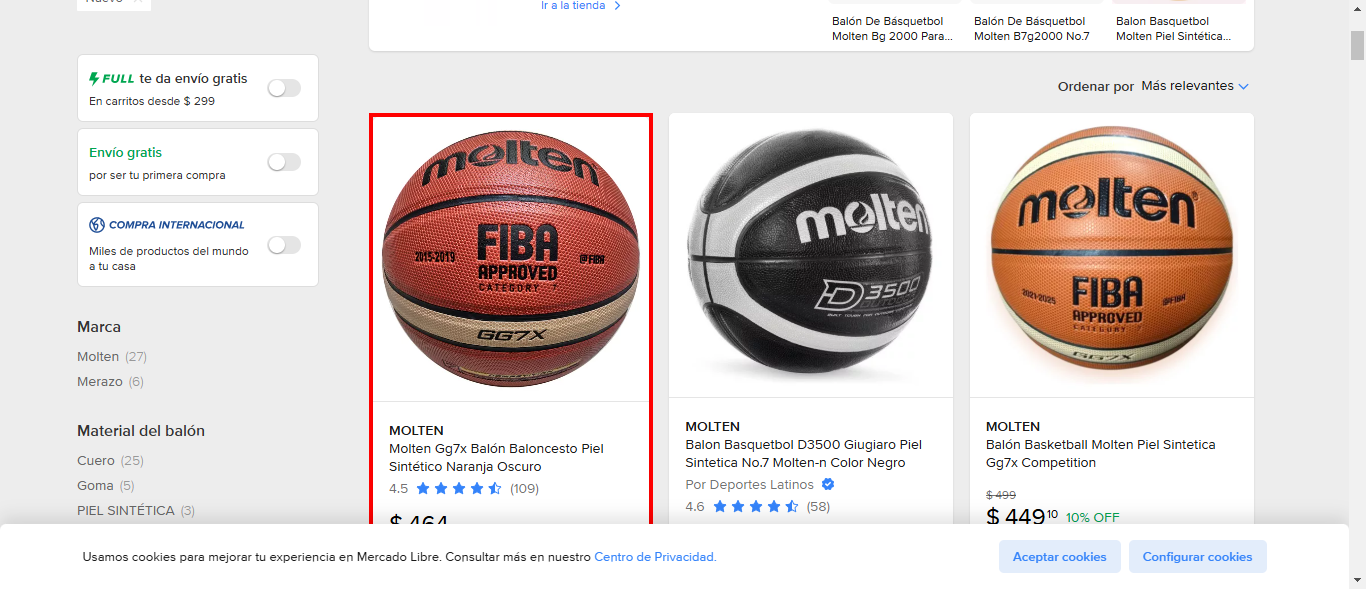 Ir a la tienda
Balón De Básquetbol
Molten Bg 2000 Para...
Balón De Básquetbol
Molten B7g2000 No.7
Balon Basquetbol
Molten Piel Sintética...
FULL te da envío gratis
En carritos desde $ 299
Envío gratis
por ser tu primera compra
COMPRA INTERNACIONAL
Miles de productos del mundo
a tu casa
Marca
Molten (27)
Merazo (6)
Material del balón
Cuero (25)
Goma (5)
PIEL SINTÉTICA (3)
Ordenar por Más relevantes
molten
FIBA
2015-2019
@FIBA
APPROVED
CATEGORY 7
GG7X
MOLTEN
Molten Gg7x Balón Baloncesto Piel
Sintético Naranja Oscuro
4.5 (109)
$ 464
molten
D3500
MOLTEN
Balon Basquetbol D3500 Giugiaro Piel
Sintetica No.7 Molten-n Color Negro
Por Deportes Latinos
4.6 (58)
molten
2021-2025
FIBA
@FIBA
APPROVED
CATEGORY 7
GG7X
MOLTEN
Balón Basketball Molten Piel Sintetica
Gg7x Competition
$ 499
$ 449 10 10% OFF
Usamos cookies para mejorar tu experiencia en Mercado Libre. Consultar más en nuestro Centro de Privacidad.
Aceptar cookies
Configurar cookies